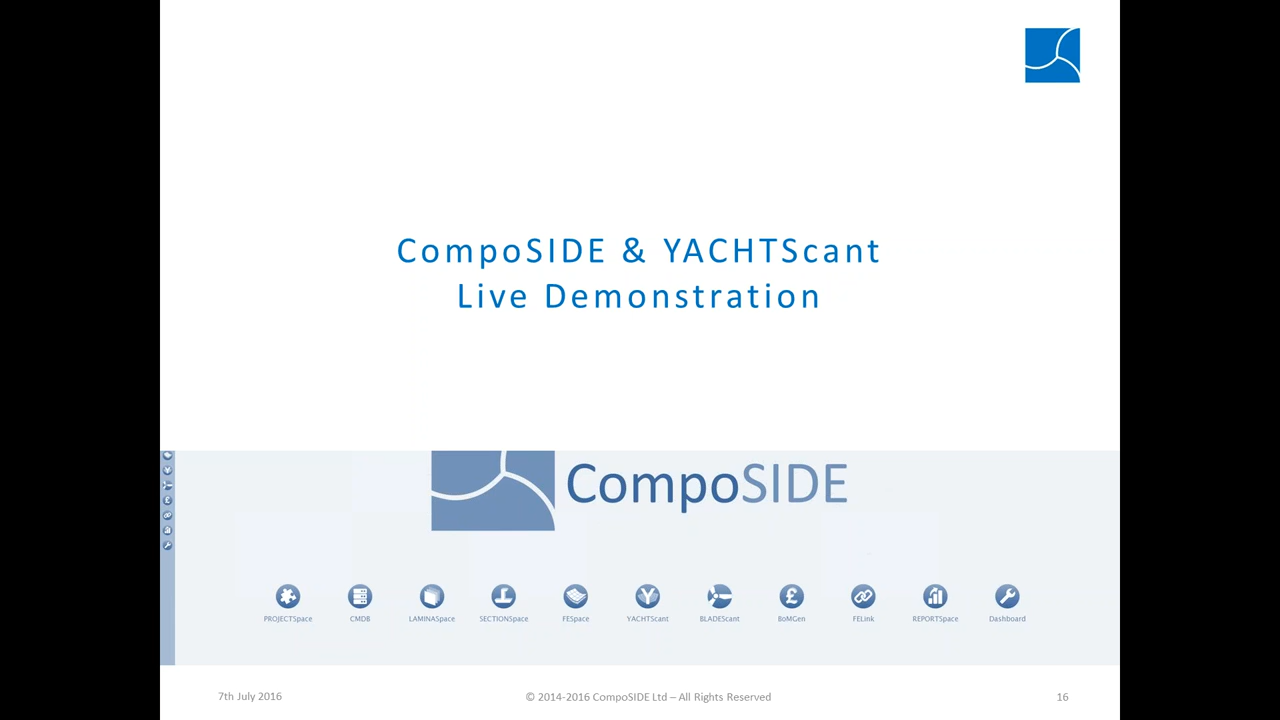 CompoSIDE & YACHTScant
Live Demonstration
CompoSIDE
PROJECTSpace CMDB LAMINASpace SECTIONSpace FESpace YACHTScant BLADEScant BoMGen FELink REPORTSpace Dashboard
7th July 2016 © 2014-2016 CompoSIDE Ltd – All Rights Reserved 16